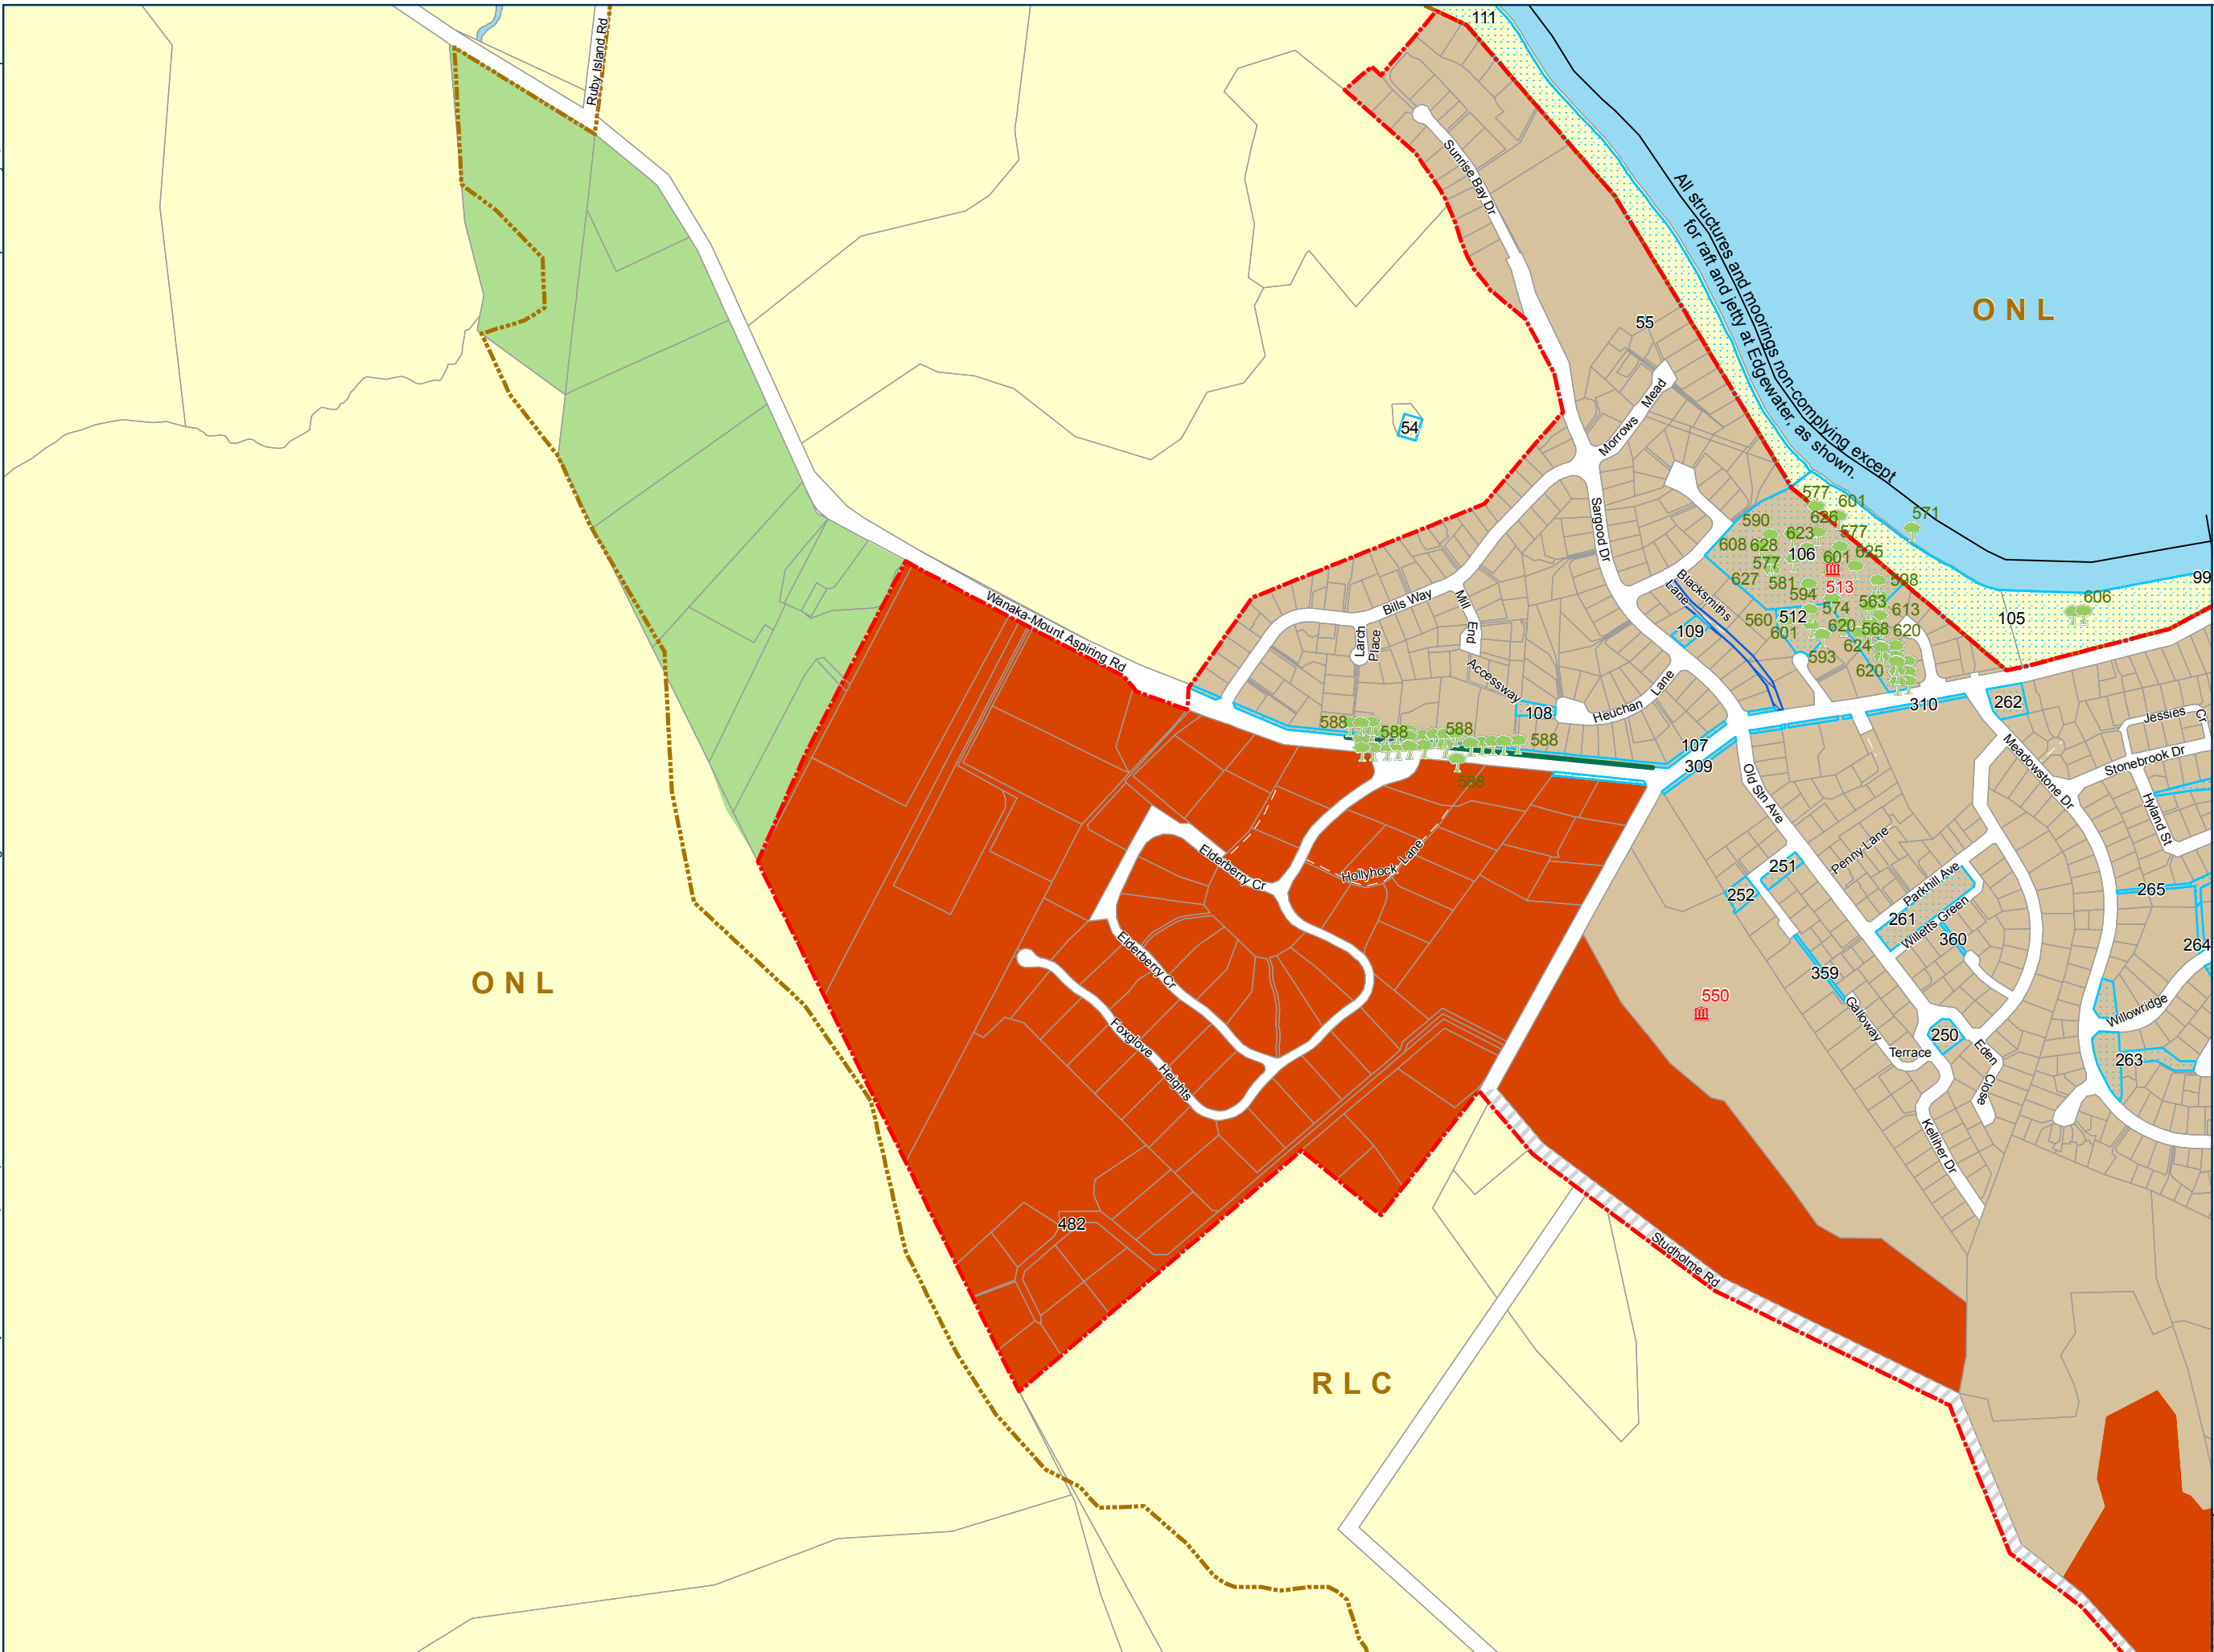 111
Ruby Island Rd
Sunrise Bay Dr
All structures and moorings non-complying except
for raft and jetty at Edgewater, as shown.
ONL
55
Morrows Mead
54
Sargood Dr
577
601
571
590
626
623
577
608
628
106
601
625
577
627
581
513
598
594
563
574
613
560
512
601
620
568
620
593
624
620
99
606
105
Blacksmiths
Lane
109
Bills Way
Mill End
Larch
Place
Accessway
Wanaka-Mount Aspiring Rd
108
Heuchan Lane
310
262
588
588
588
588
588
107
309
Jessies Cr
Meadowstone Dr
Stonebrook Dr
Old Stn Ave
Hyland St
Penny Lane
Elderberry Cr
Hollyhock Lane
251
252
Parkhill Ave
265
261
Willetts Green
360
264
359
Elderberry Cr
ONL
550
Galloway
Terrace
Willowridge
250
Eden
Close
263
Foxglove
Heights
Kelliher Dr
482
Studholme Rd
RLC